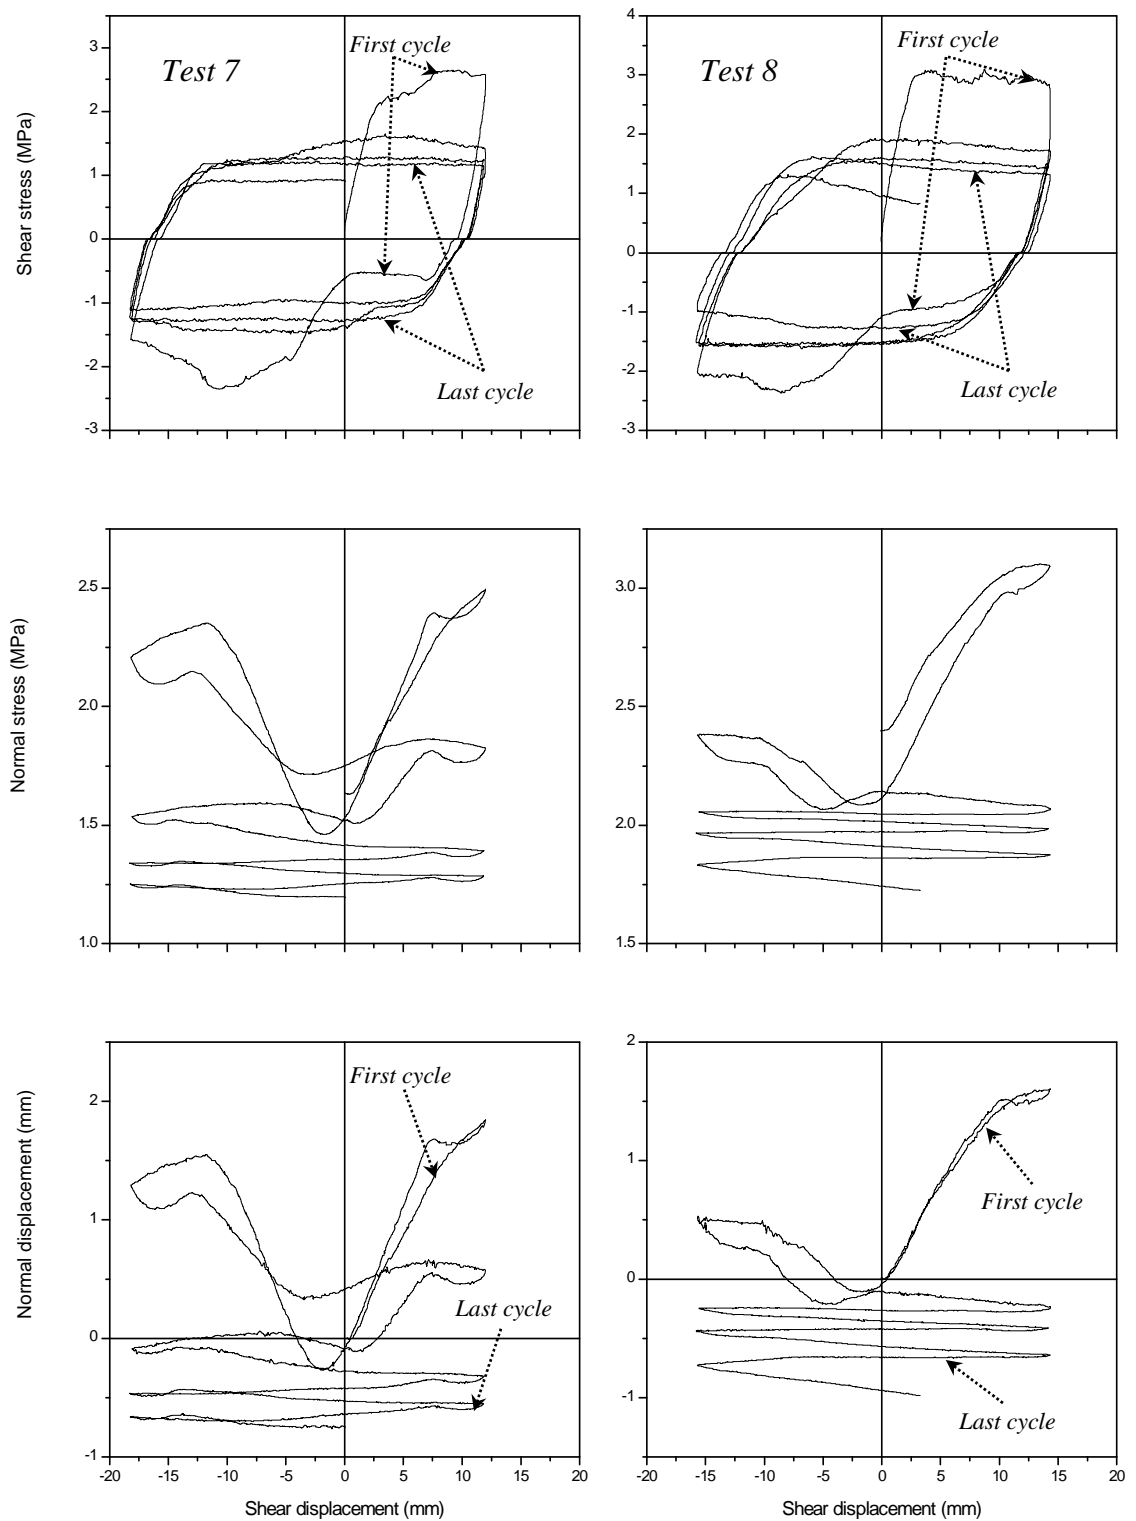 First cycle
Test 7
3
2
1
0
-1
-2
-3
Shear stress (MPa)
Last cycle
First cycle
Test 8
4
3
2
1
0
-1
-2
-3
Last cycle
2.5
2.0
1.5
1.0
Normal stress (MPa)
3.0
2.5
2.0
1.5
First cycle
2
1
0
-1
Normal displacement (mm)
Last cycle
-20 -15 -10 -5 0 5 10 15 20
Shear displacement (mm)
2
1
0
-1
First cycle
Last cycle
-20 -15 -10 -5 0 5 10 15 20
Shear displacement (mm)